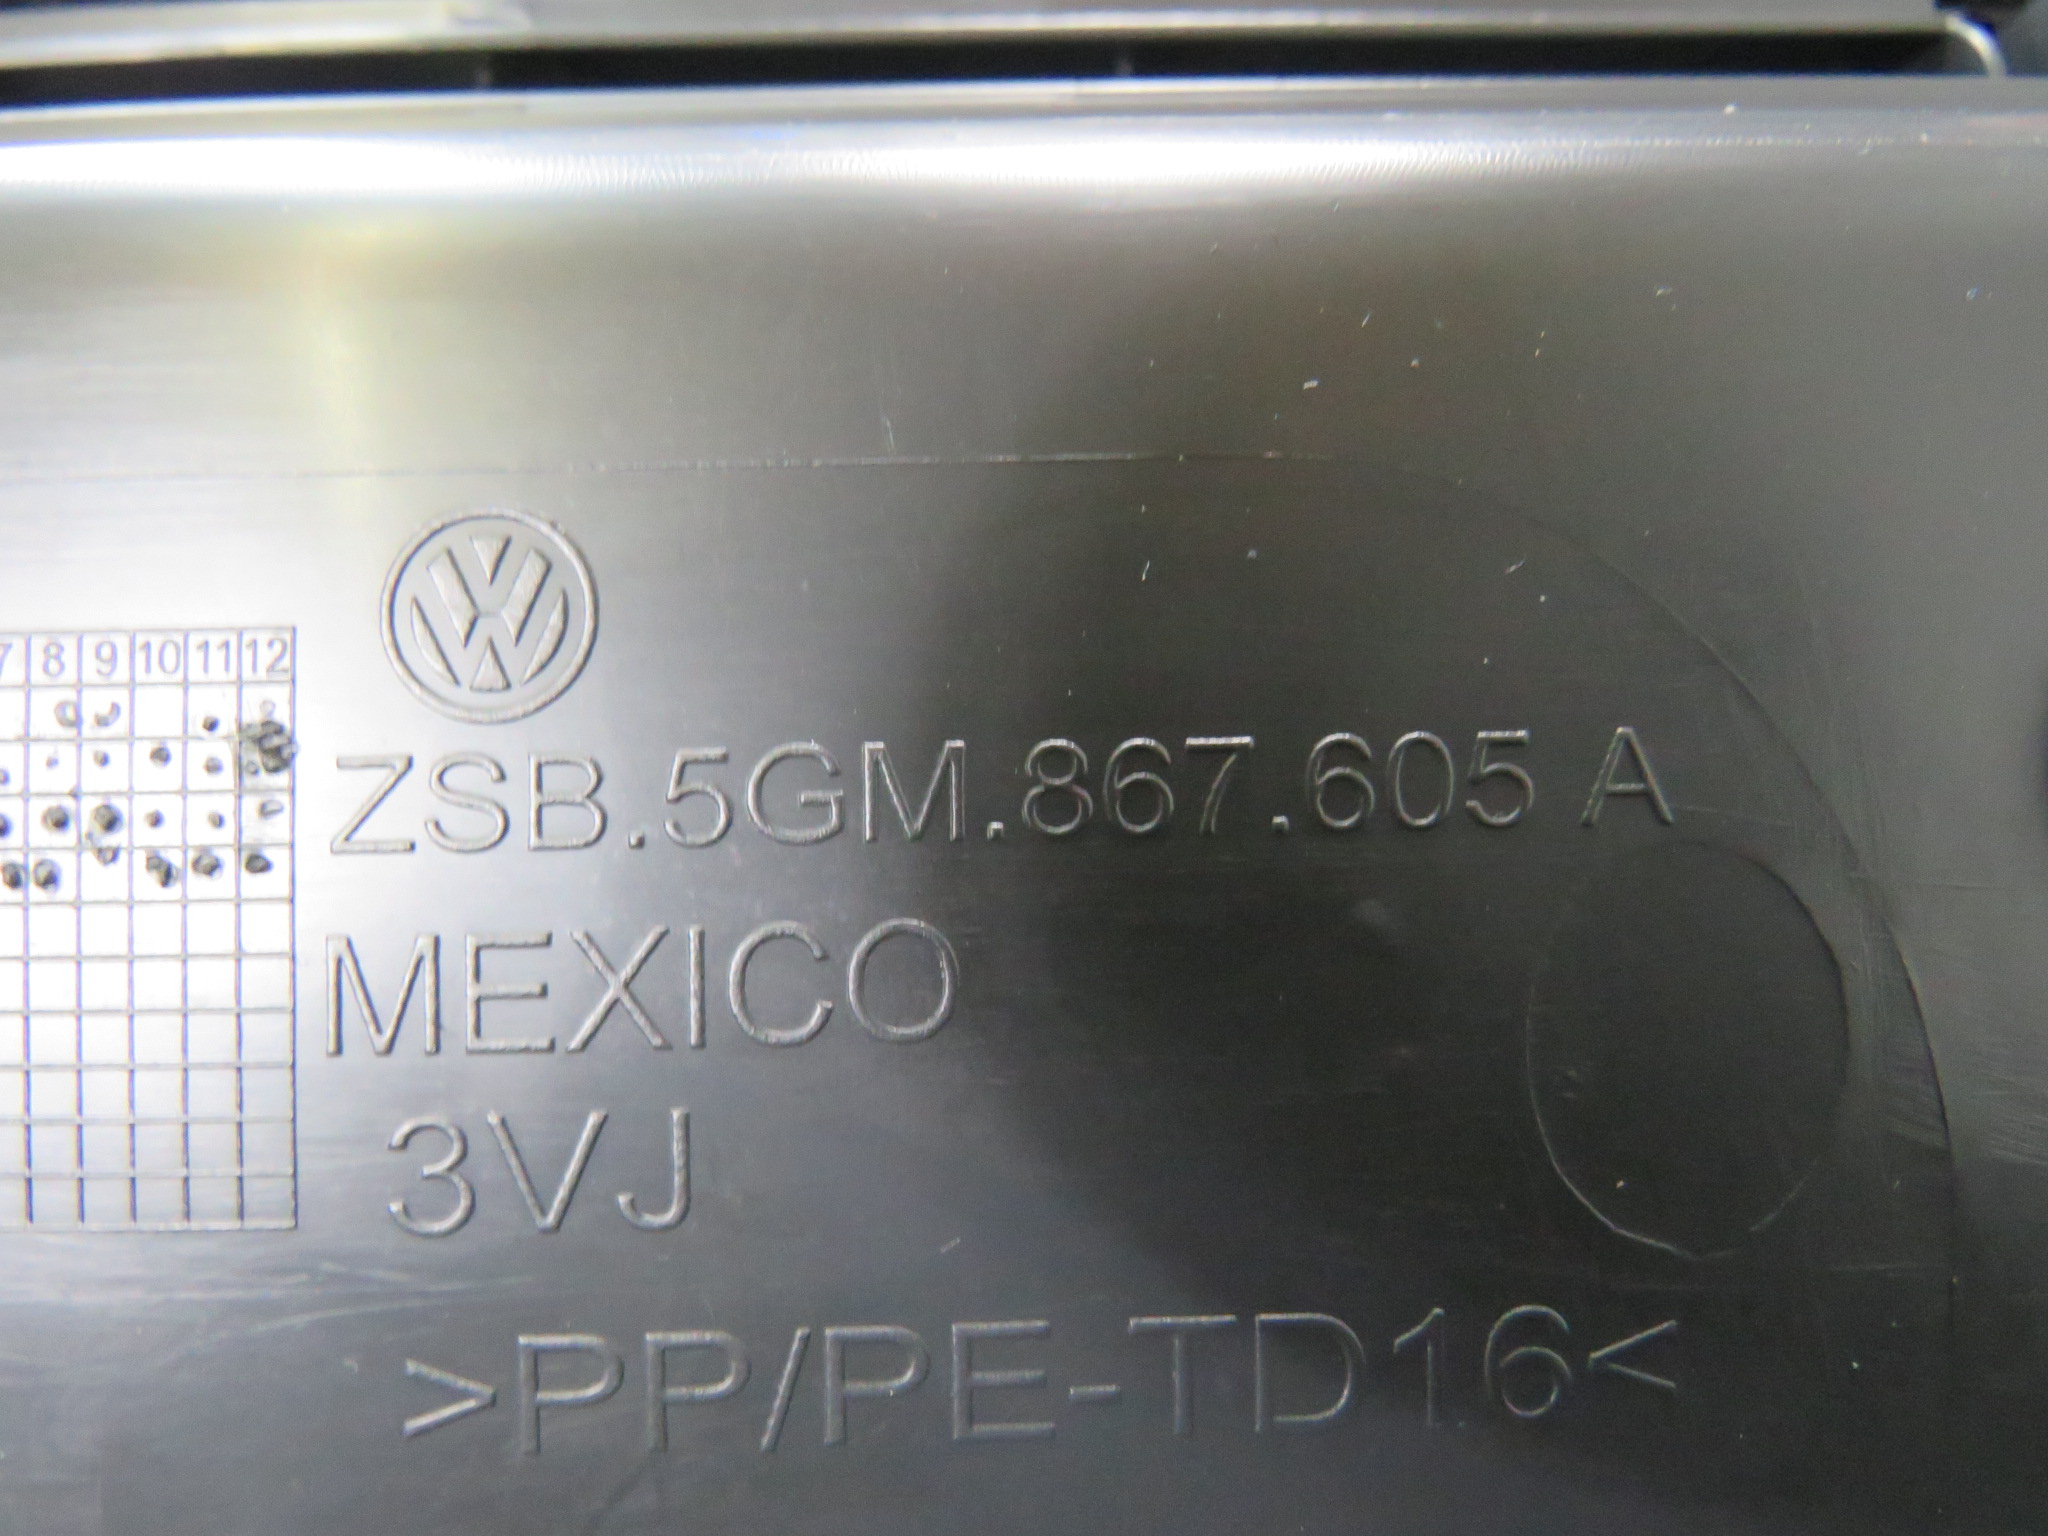 7 8 9 10 11 12
ZSB.5GM.867.605 A
MEXICO
3VJ
>PP/PE-TD16<